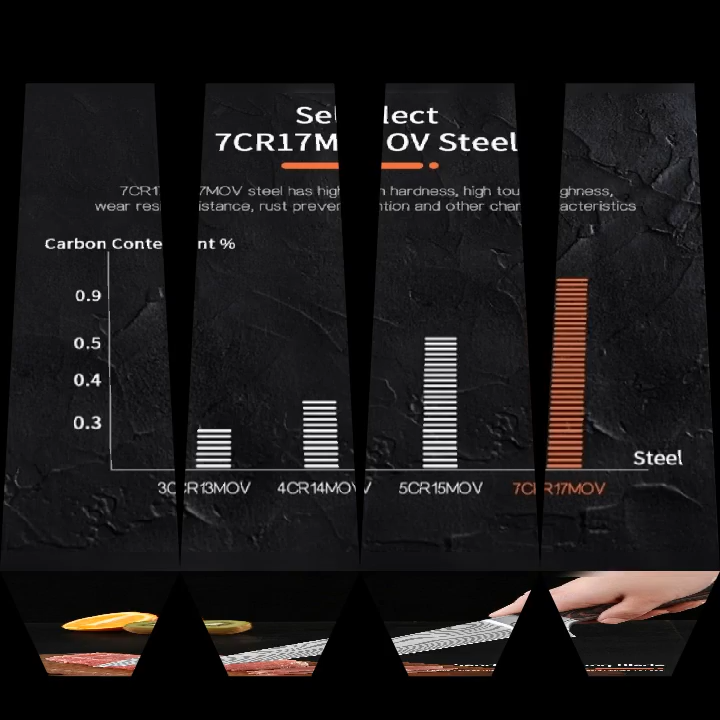 Select
7CR17MOV Steel
7CR17MOV steel has high hardness, high toughness,
wear resistance, rust prevention and other characteristics
Carbon Content %
0.9
0.5
0.4
0.3
Steel
3CR13MOV 4CR14MOV 5CR15MOV 7CR17MOV